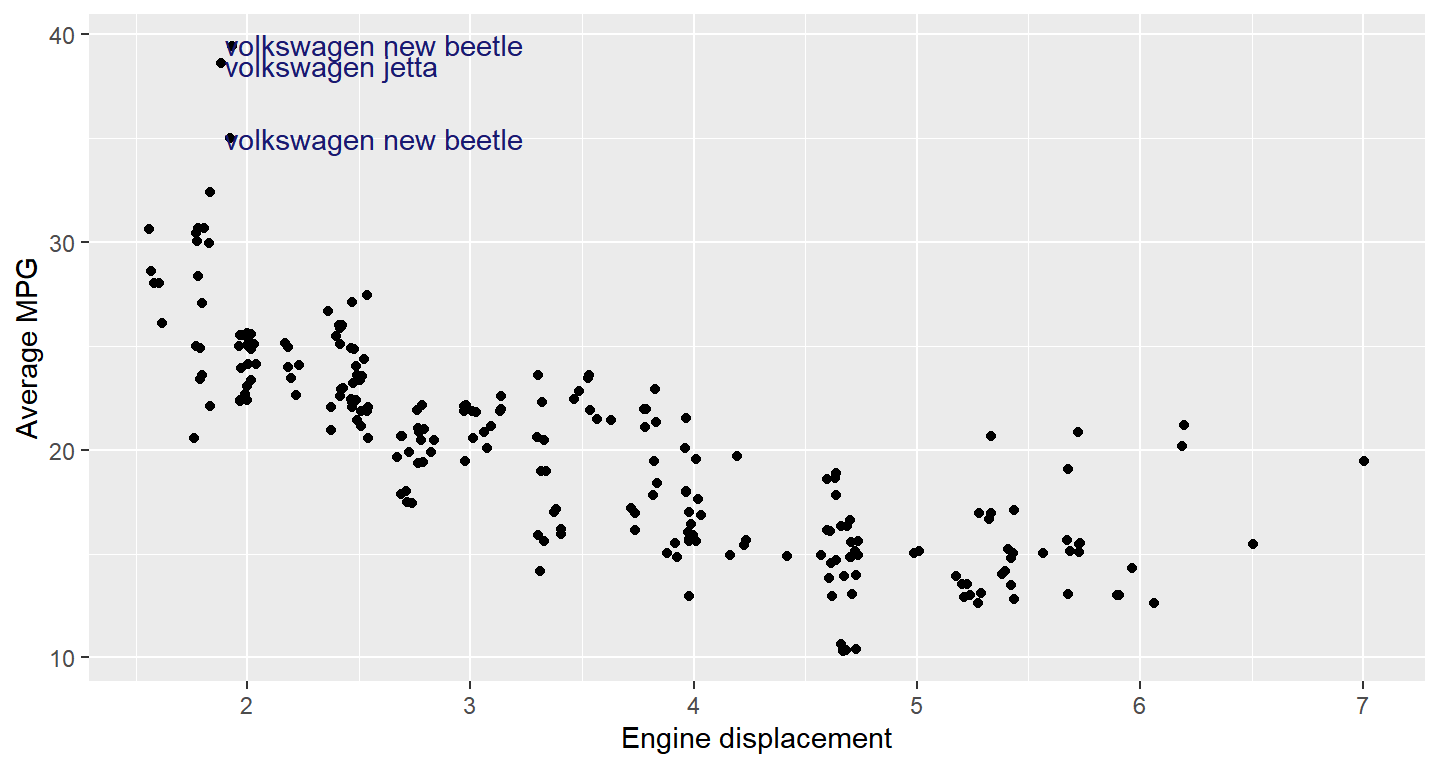 40
volkswagen new beetle
volkswagen jetta
volkswagen new beetle
30
20
10
Average MPG
2 3 4 5 6 7
Engine displacement